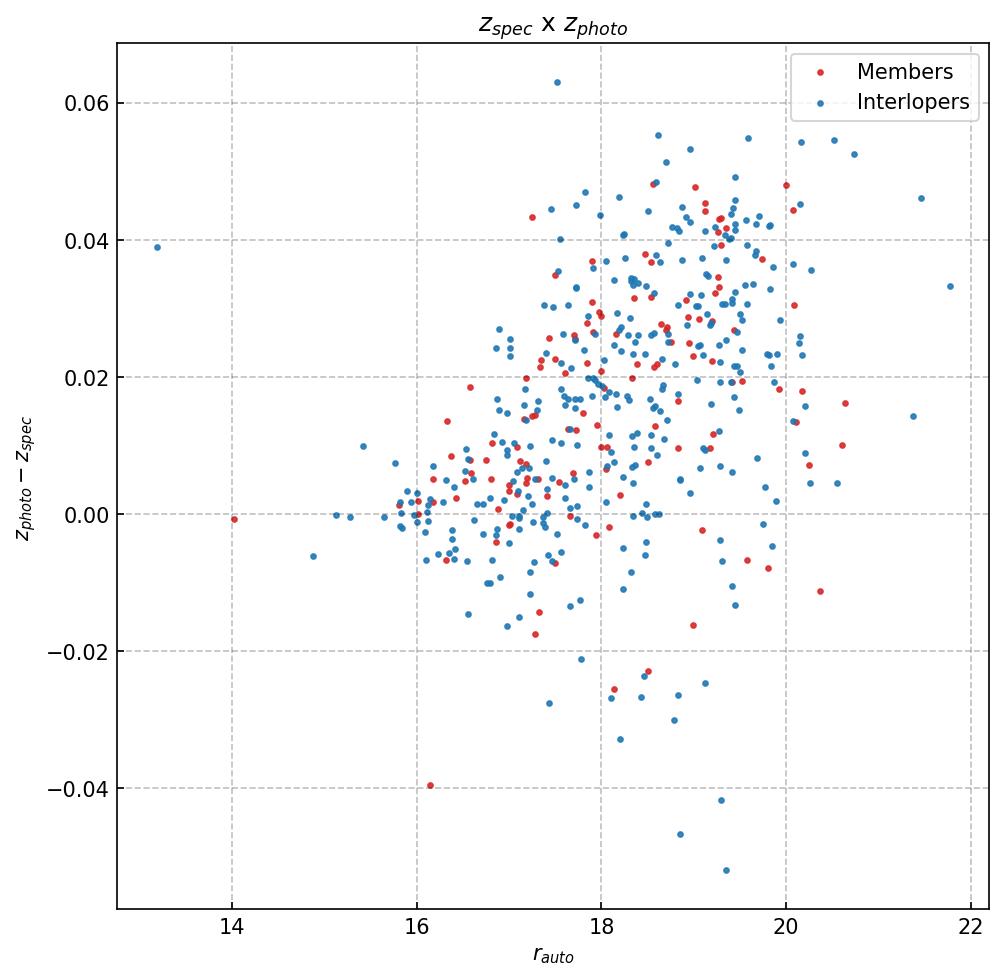 z_spec x z_photo
Members
Interlopers
0.06
0.04
0.02
0.00
−0.02
−0.04
z_photo − z_spec
14
16
18
20
22
r_auto